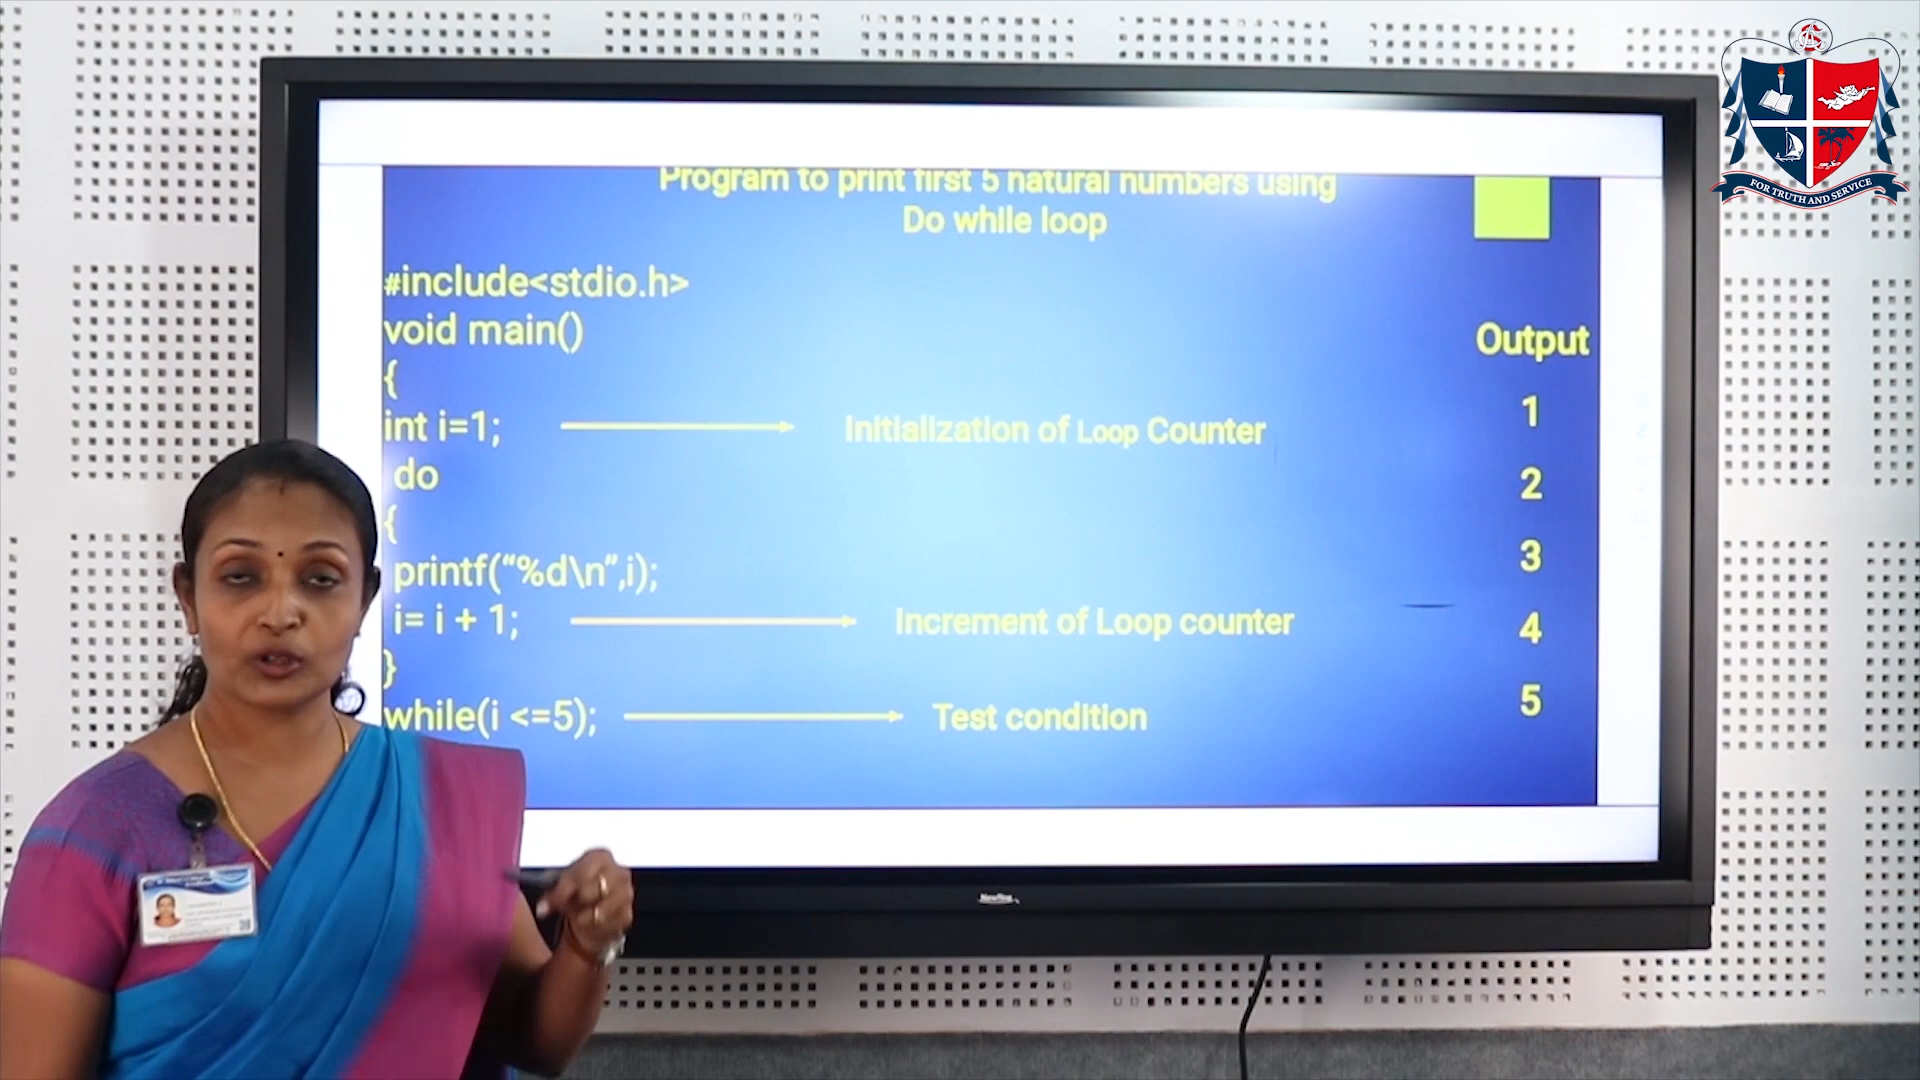 Program to print first 5 natural numbers using
Do while loop
#include<stdio.h>
void main()
{
int i=1; Initialization of Loop Counter
do
{
printf(“%d\n”,i);
i= i + 1; Increment of Loop counter
}
while(i <=5); Test condition
Output
1
2
3
4
5
FOR TRUTH AND SERVICE